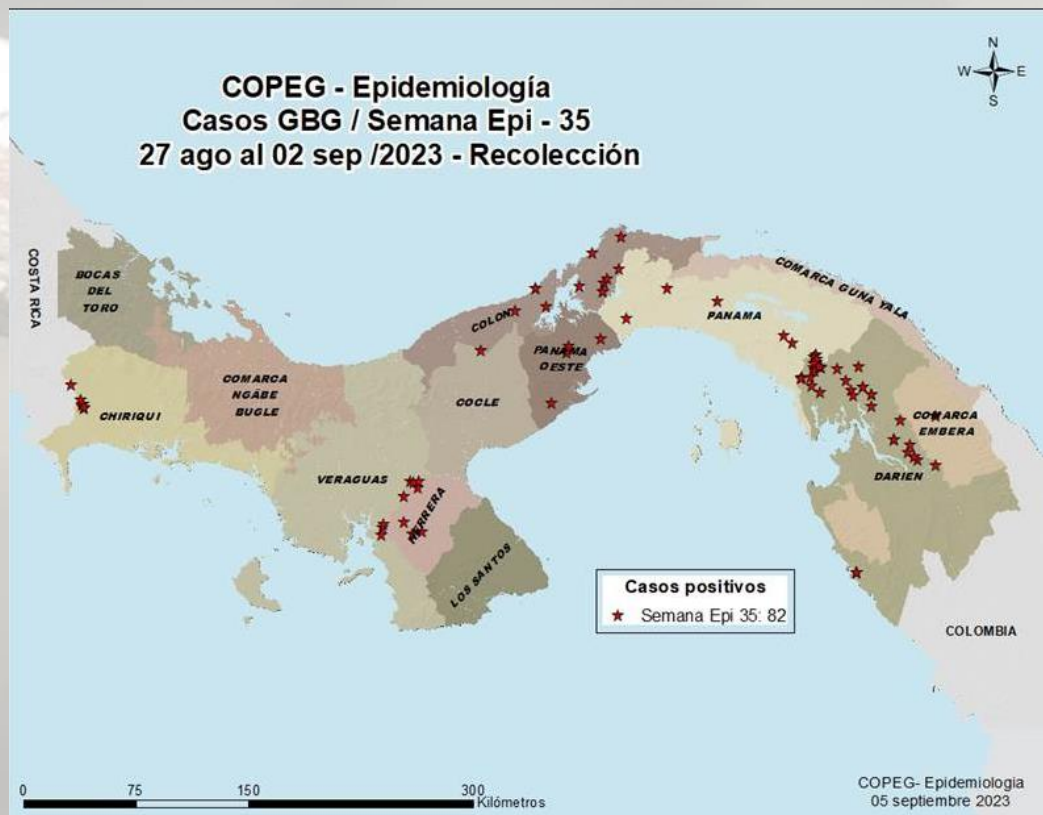 COPEG - Epidemiología
Casos GBG / Semana Epi - 35
27 ago al 02 sep /2023 - Recolección
N
W
E
S
COSTA RICA
BOCAS
DEL
TORO
COMARCA
NGÄBE
BUGLE
CHIRIQUI
VERAGUAS
HERRERA
LOS SANTOS
COCLE
COLON
PANAMA
OESTE
PANAMA
COMARCA GUNA YALA
COMARCA
EMBERA
DARIEN
COLOMBIA
Casos positivos
Semana Epi 35: 82
0 75 150 300
Kilómetros
COPEG- Epidemiologia
05 septiembre 2023